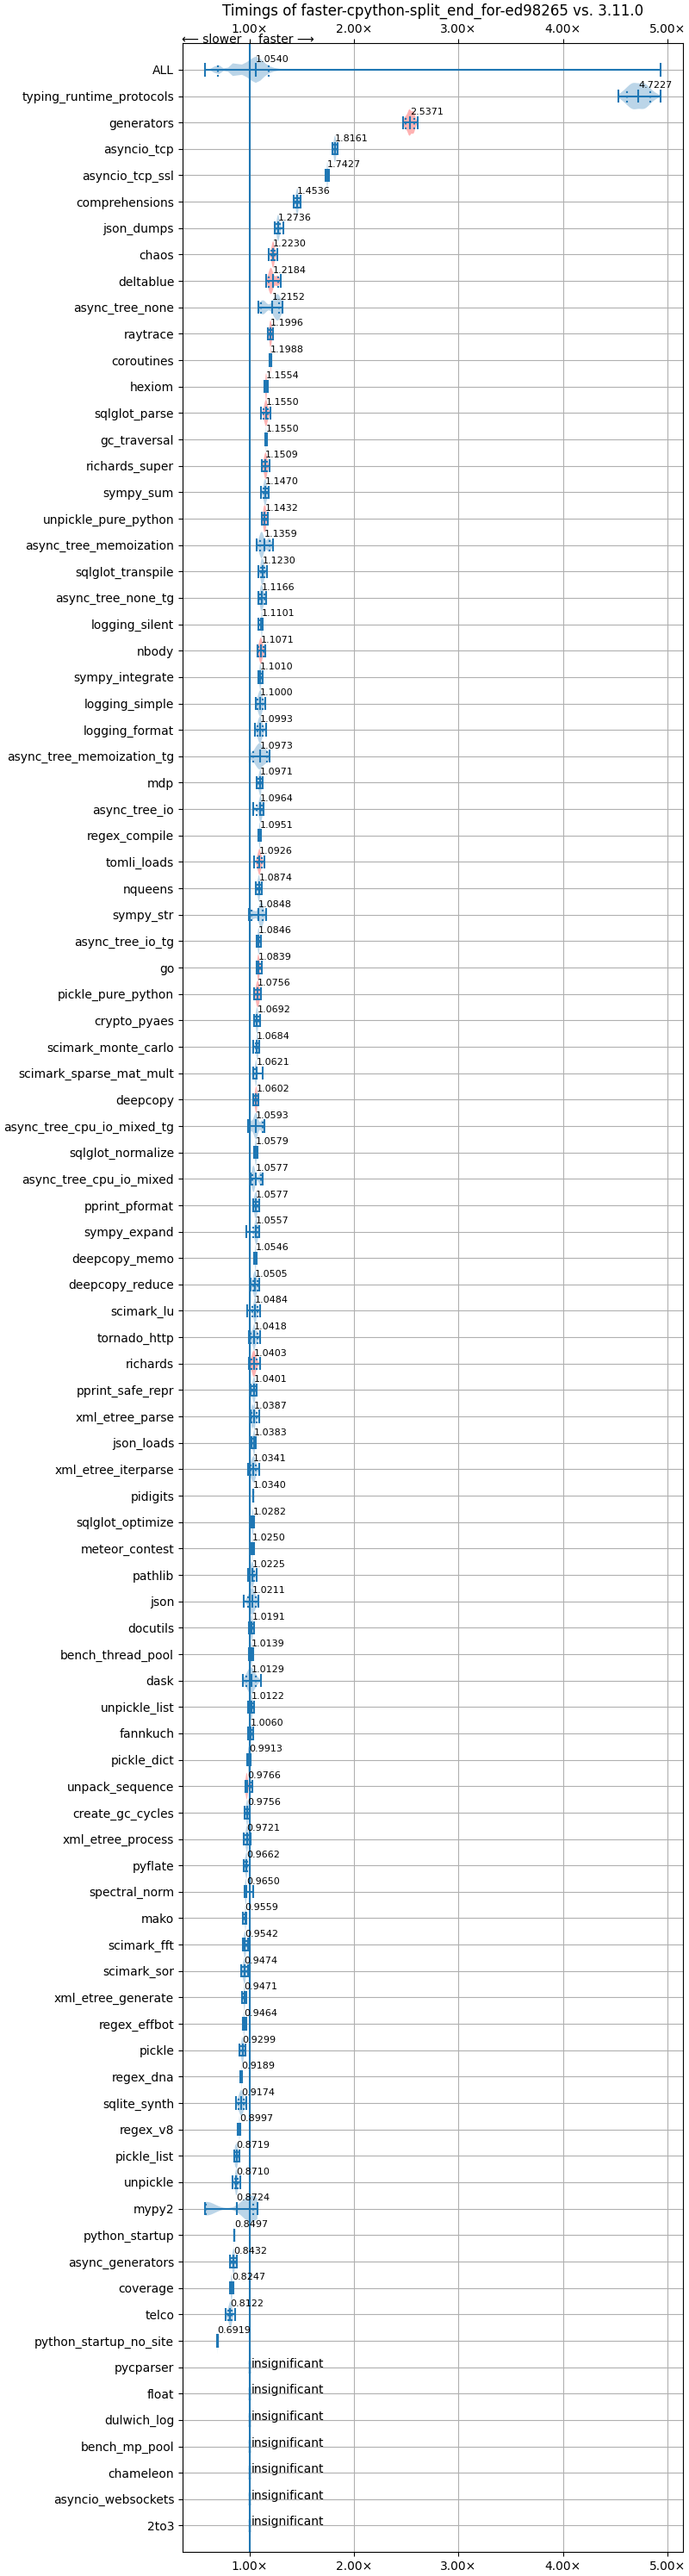 Timings of faster-cpython-split_end_for-ed98265 vs. 3.11.0
1.00× 2.00× 3.00× 4.00× 5.00×
⟵ slower faster ⟶
ALL 1.0540
typing_runtime_protocols 4.7227
generators 2.5371
asyncio_tcp 1.8161
asyncio_tcp_ssl 1.7427
comprehensions 1.4536
json_dumps 1.2736
chaos 1.2230
deltablue 1.2184
async_tree_none 1.2152
raytrace 1.1996
coroutines 1.1988
hexiom 1.1554
sqlglot_parse 1.1550
gc_traversal 1.1550
richards_super 1.1509
sympy_sum 1.1470
unpickle_pure_python 1.1432
async_tree_memoization 1.1359
sqlglot_transpile 1.1230
async_tree_none_tg 1.1166
logging_silent 1.1101
nbody 1.1071
sympy_integrate 1.1010
logging_simple 1.1000
logging_format 1.0993
async_tree_memoization_tg 1.0973
mdp 1.0971
async_tree_io 1.0964
regex_compile 1.0951
tomli_loads 1.0926
nqueens 1.0874
sympy_str 1.0848
async_tree_io_tg 1.0846
go 1.0839
pickle_pure_python 1.0756
crypto_pyaes 1.0692
scimark_monte_carlo 1.0684
scimark_sparse_mat_mult 1.0621
deepcopy 1.0602
async_tree_cpu_io_mixed_tg 1.0593
sqlglot_normalize 1.0579
async_tree_cpu_io_mixed 1.0577
pprint_pformat 1.0577
sympy_expand 1.0557
deepcopy_memo 1.0546
deepcopy_reduce 1.0505
scimark_lu 1.0484
tornado_http 1.0418
richards 1.0403
pprint_safe_repr 1.0401
xml_etree_parse 1.0387
json_loads 1.0383
xml_etree_iterparse 1.0341
pidigits 1.0340
sqlglot_optimize 1.0282
meteor_contest 1.0250
pathlib 1.0225
json 1.0211
docutils 1.0191
bench_thread_pool 1.0139
dask 1.0129
unpickle_list 1.0122
fannkuch 1.0060
pickle_dict 0.9913
unpack_sequence 0.9766
create_gc_cycles 0.9756
xml_etree_process 0.9721
pyflate 0.9662
spectral_norm 0.9650
mako 0.9559
scimark_fft 0.9542
scimark_sor 0.9474
xml_etree_generate 0.9471
regex_effbot 0.9464
pickle 0.9299
regex_dna 0.9189
sqlite_synth 0.9174
regex_v8 0.8997
pickle_list 0.8719
unpickle 0.8710
mypy2 0.8724
python_startup 0.8497
async_generators 0.8432
coverage 0.8247
telco 0.8122
python_startup_no_site 0.6919
pycparser insignificant
float insignificant
dulwich_log insignificant
bench_mp_pool insignificant
chameleon insignificant
asyncio_websockets insignificant
2to3 insignificant
1.00× 2.00× 3.00× 4.00× 5.00×